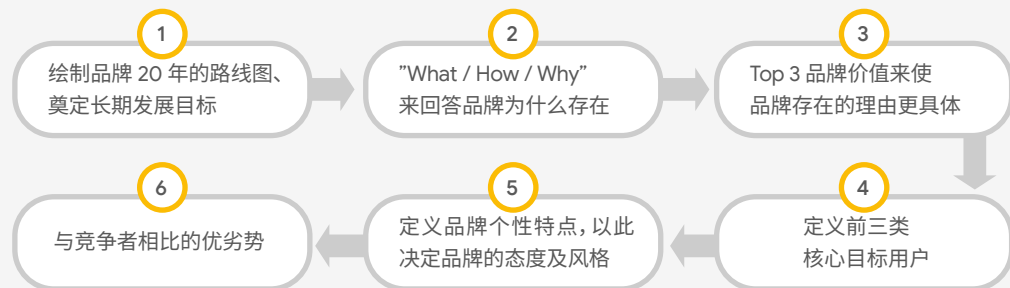 1
绘制品牌 20 年的路线图、
奠定长期发展目标
2
”What / How / Why”
来回答品牌为什么存在
3
Top 3 品牌价值来使
品牌存在的理由更具体
4
定义前三类
核心目标用户
5
定义品牌个性特点，以此
决定品牌的态度及风格
6
与竞争者相比的优劣势